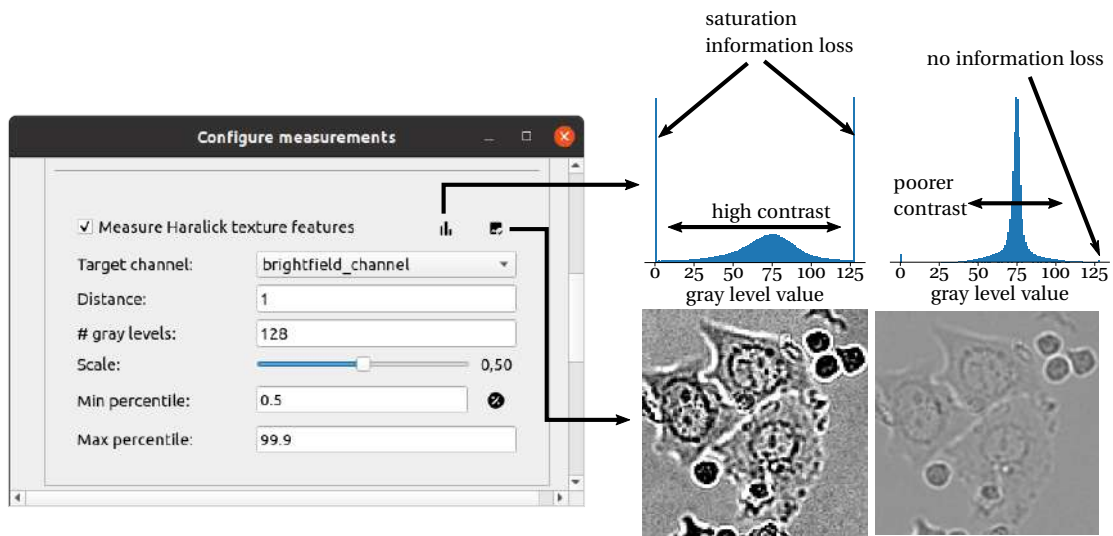 saturation
information loss
no information loss
Configure measurements
Measure Haralick texture features
Target channel:
brightfield_channel
Distance:
1
# gray levels:
128
Scale:
0,50
Min percentile:
0.5
Max percentile:
99.9
high contrast
0 25 50 75 100 125
gray level value
poorer
contrast
0 25 50 75 100 125
gray level value